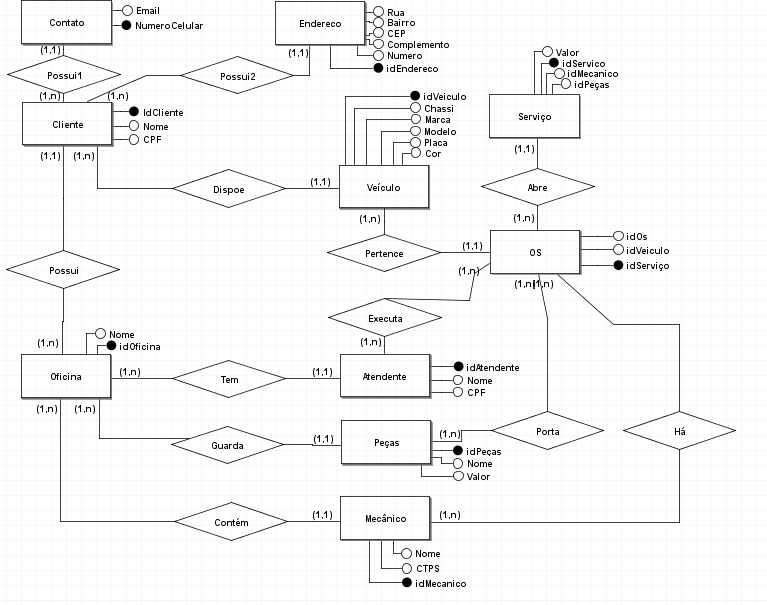 Contato
Email
NumeroCelular
(1,1)
Possui1
(1,n)
(1,n)
Possui2
(1,1)
Endereco
Rua
Bairro
CEP
Complemento
Numero
idEndereco
Cliente
IdCliente
Nome
CPF
(1,1)
(1,n)
Dispoe
(1,1)
Veículo
idVeiculo
Chassi
Marca
Modelo
Placa
Cor
(1,n)
Pertence
(1,1)
Serviço
Valor
idServico
idMecanico
idPeças
(1,1)
Abre
(1,n)
OS
idOs
idVeiculo
idServiço
(1,n)
(1,n)
(1,n)
Possui
(1,n)
Executa
(1,n)
Oficina
Nome
idOficina
(1,n)
Tem
(1,1)
Atendente
idAtendente
Nome
CPF
(1,n)
(1,n)
Guarda
(1,1)
Peças
(1,n)
idPeças
Nome
Valor
Porta
Há
Contém
(1,1)
Mecânico
(1,n)
Nome
CTPS
idMecanico